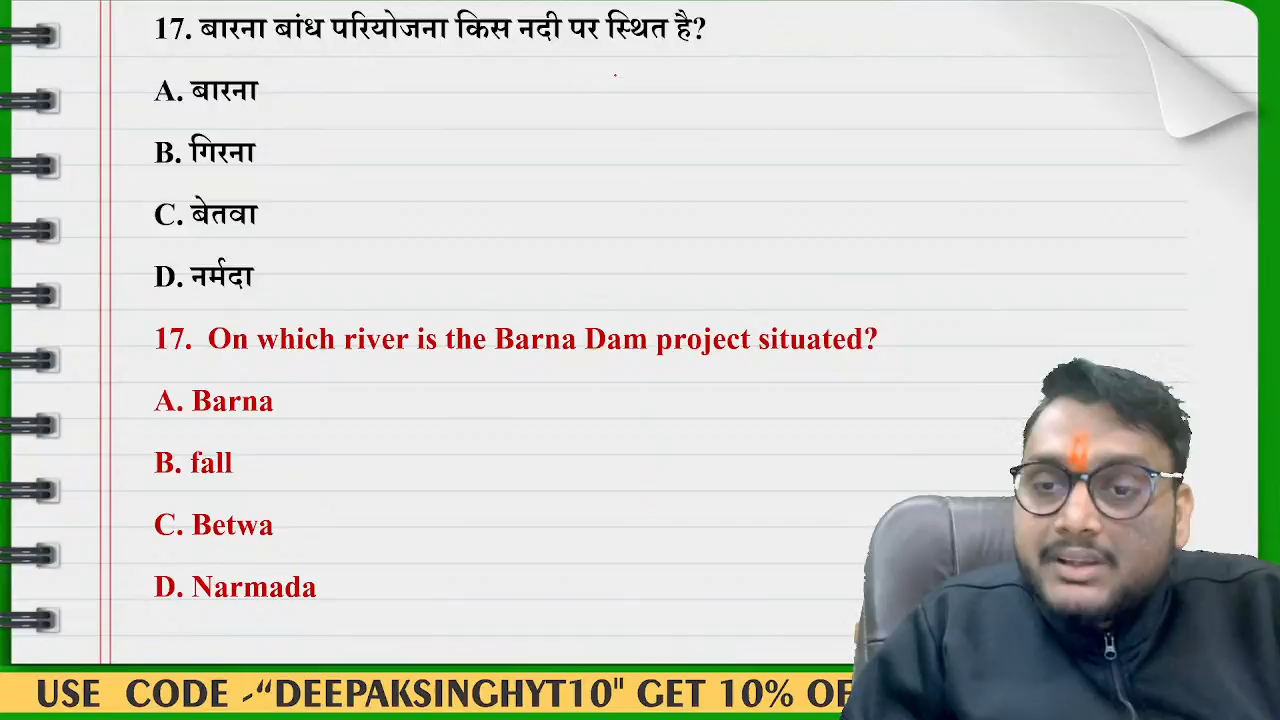 17. बारना बांध परियोजना किस नदी पर स्थित है?
A. बारना
B. गिरना
C. बेतवा
D. नर्मदा
17. On which river is the Barna Dam project situated?
A. Barna
B. fall
C. Betwa
D. Narmada
USE CODE -“DEEPAKSINGHYT10" GET 10% OF